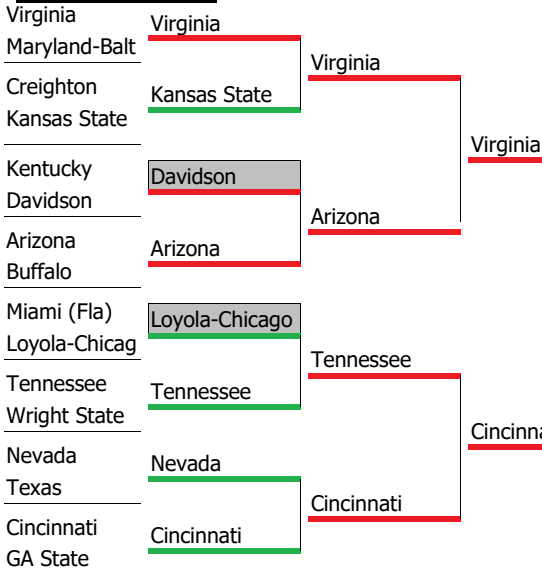 Virginia
Maryland-Balt
Creighton
Kansas State
Kentucky
Davidson
Arizona
Buffalo
Miami (Fla)
Loyola-Chicag
Tennessee
Wright State
Nevada
Texas
Cincinnati
GA State
Virginia
Kansas State
Davidson
Arizona
Loyola-Chicago
Tennessee
Nevada
Cincinnati
Virginia
Arizona
Tennessee
Cincinnati
Virginia
Cincinna